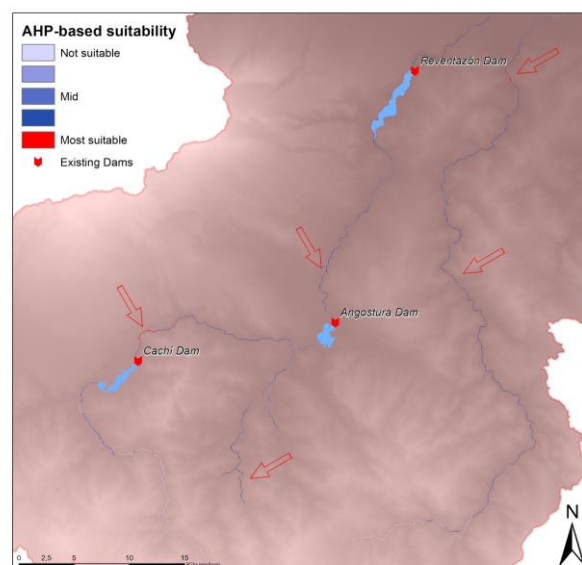 AHP-based suitability
Not suitable
Mid
Most suitable
Existing Dams
Reventazón Dam
Angostura Dam
Cachí Dam
N
0 2,5 5 10 15